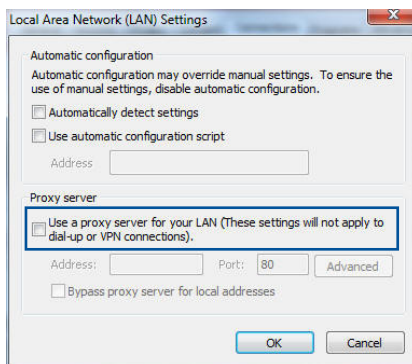 Local Area Network (LAN) Settings
Automatic configuration
Automatic configuration may override manual settings. To ensure the
use of manual settings, disable automatic configuration.
Automatically detect settings
Use automatic configuration script
Address
Proxy server
Use a proxy server for your LAN (These settings will not apply to
dial-up or VPN connections).
Address: Port: 80 Advanced
Bypass proxy server for local addresses
OK Cancel